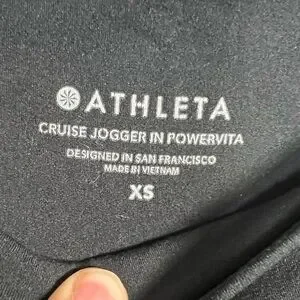 ATHLETA
CRUISE JOGGER IN POWERVITA
DESIGNED IN SAN FRANCISCO
MADE IN VIETNAM
XS